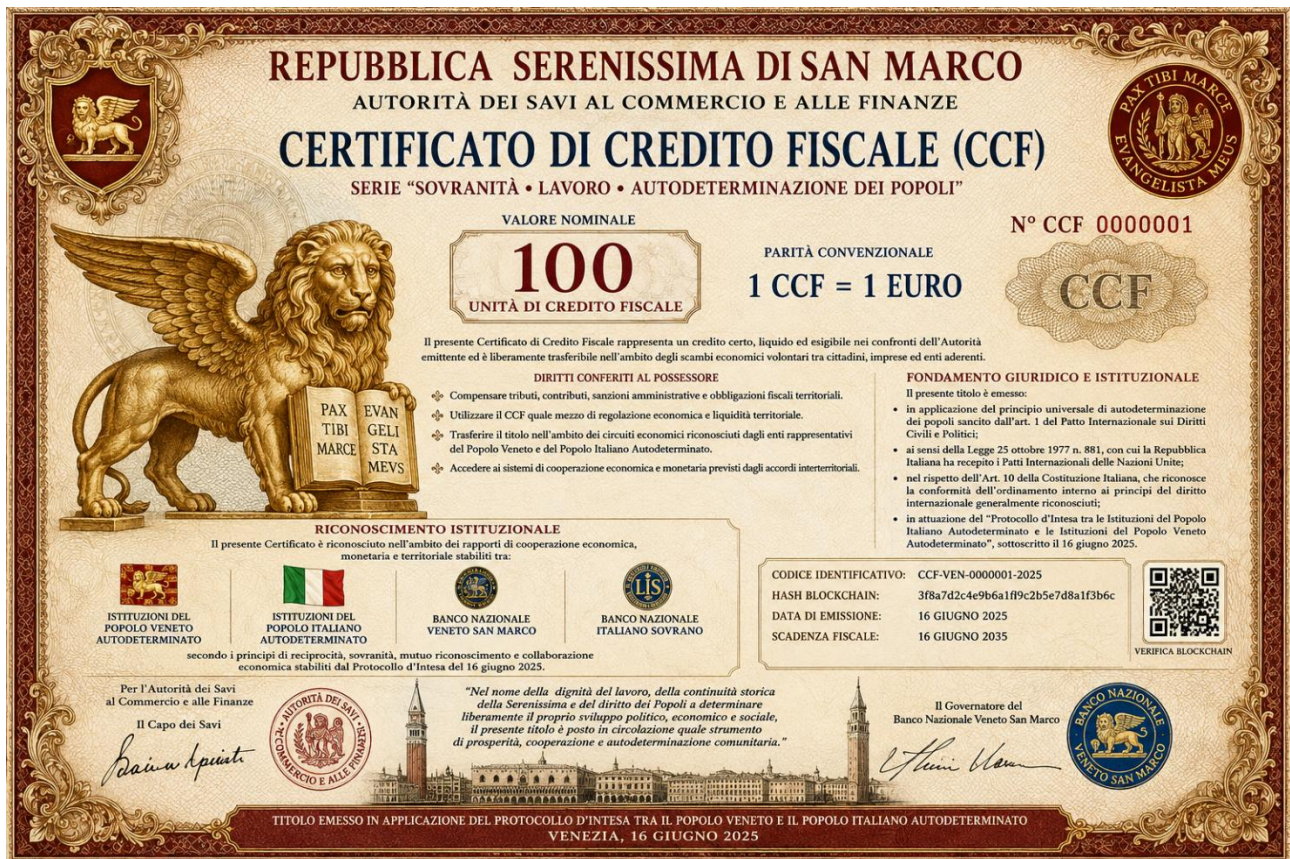 REPUBBLICA SERENISSIMA DI SAN MARCO
AUTORITÀ DEI SAVI AL COMMERCIO E ALLE FINANZE
CERTIFICATO DI CREDITO FISCALE (CCF)
SERIE “SOVRANITÀ • LAVORO • AUTODETERMINAZIONE DEI POPOLI”
PAX TIBI MARCE
EVANGELISTA MEUS
VALORE NOMINALE
100
UNITÀ DI CREDITO FISCALE
PARITÀ CONVENZIONALE
1 CCF = 1 EURO
Nº CCF 0000001
CCF
Il presente Certificato di Credito Fiscale rappresenta un credito certo, liquido ed esigibile nei confronti dell'Autorità
emittente ed è liberamente trasferibile nell'ambito degli scambi economici volontari tra cittadini, imprese ed enti aderenti.
PAX
TIBI
MARCE
EVAN
GELI
STA
MEVS
DIRITTI CONFERITI AL POSSESSORE
Compensare tributi, contributi, sanzioni amministrative e obbligazioni fiscali territoriali.
Utilizzare il CCF quale mezzo di regolazione economica e liquidità territoriale.
Trasferire il titolo nell'ambito dei circuiti economici riconosciuti dagli enti rappresentativi
del Popolo Veneto e del Popolo Italiano Autodeterminato.
Accedere ai sistemi di cooperazione economica e monetaria previsti dagli accordi interterritoriali.
FONDAMENTO GIURIDICO E ISTITUZIONALE
Il presente titolo è emesso:
• in applicazione del principio universale di autodeterminazione
dei popoli sancito dall'art. 1 del Patto Internazionale sui Diritti
Civili e Politici;
• ai sensi della Legge 25 ottobre 1977 n. 881, con cui la Repubblica
Italiana ha recepito i Patti Internazionali delle Nazioni Unite;
• nel rispetto dell'Art. 10 della Costituzione Italiana, che riconosce
la conformità dell'ordinamento interno ai principi del diritto
internazionale generalmente riconosciuti;
• in attuazione del “Protocollo d'Intesa tra le Istituzioni del Popolo
Italiano Autodeterminato e le Istituzioni del Popolo Veneto
Autodeterminato”, sottoscritto il 16 giugno 2025.
RICONOSCIMENTO ISTITUZIONALE
Il presente Certificato è riconosciuto nell'ambito dei rapporti di cooperazione economica,
monetaria e territoriale stabiliti tra:
ISTITUZIONI DEL
POPOLO VENETO
AUTODETERMINATO
ISTITUZIONI DEL
POPOLO ITALIANO
AUTODETERMINATO
BANCO NAZIONALE
VENETO SAN MARCO
LIS
BANCO NAZIONALE
ITALIANO SOVRANO
secondo i principi di reciprocità, sovranità, mutuo riconoscimento e collaborazione
economica stabiliti dal Protocollo d'Intesa del 16 giugno 2025.
CODICE IDENTIFICATIVO: CCF-VEN-0000001-2025
HASH BLOCKCHAIN: 3f8a7d2c4e9b6a1f19c2b5e7d8a1f3b6c
DATA DI EMISSIONE: 16 GIUGNO 2025
SCADENZA FISCALE: 16 GIUGNO 2035
VERIFICA BLOCKCHAIN
Per l'Autorità dei Savi
al Commercio e alle Finanze
Il Capo dei Savi
AUTORITÀ DEI SAVI
COMMERCIO E ALLE
“Nel nome della dignità del lavoro, della continuità storica
della Serenissima e del diritto dei Popoli a determinare
liberamente il proprio sviluppo politico, economico e sociale,
il presente titolo è posto in circolazione quale strumento
di prosperità, cooperazione e autodeterminazione comunitaria.”
Il Governatore del
Banco Nazionale Veneto San Marco
BANCO NAZIONALE
VENETO SAN MARCO
TITOLO EMESSO IN APPLICAZIONE DEL PROTOCOLLO D'INTESA TRA IL POPOLO VENETO E IL POPOLO ITALIANO AUTODETERMINATO
VENEZIA, 16 GIUGNO 2025